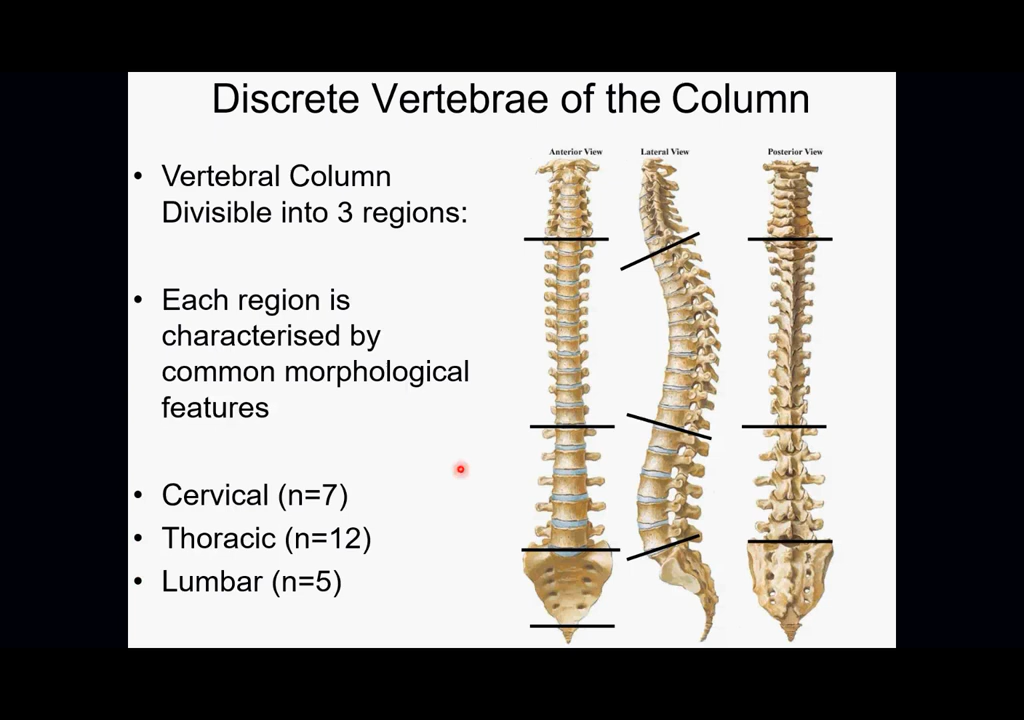 Discrete Vertebrae of the Column
• Vertebral Column
Divisible into 3 regions:
• Each region is
characterised by
common morphological
features
• Cervical (n=7)
• Thoracic (n=12)
• Lumbar (n=5)
Anterior View
Lateral View
Posterior View